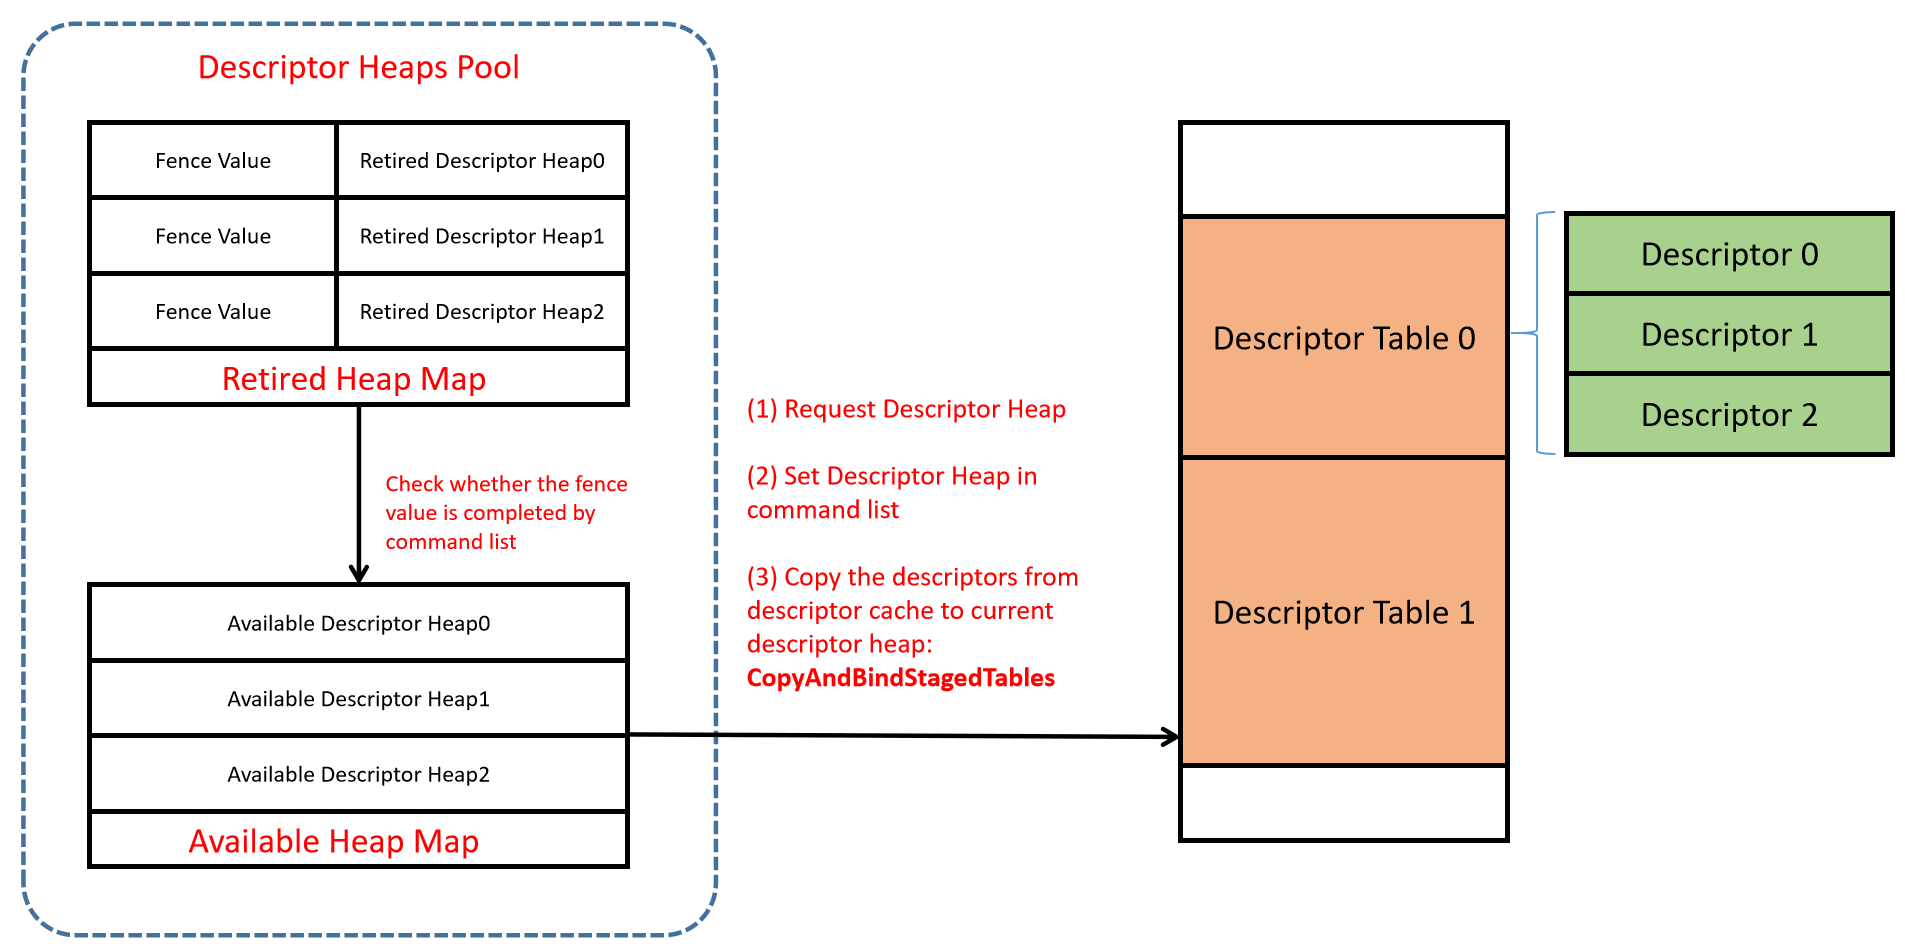 Descriptor Heaps Pool
Fence Value
Retired Descriptor Heap0
Fence Value
Retired Descriptor Heap1
Fence Value
Retired Descriptor Heap2
Retired Heap Map
Check whether the fence
value is completed by
command list
Available Descriptor Heap0
Available Descriptor Heap1
Available Descriptor Heap2
Available Heap Map
(1) Request Descriptor Heap
(2) Set Descriptor Heap in
command list
(3) Copy the descriptors from
descriptor cache to current
descriptor heap:
CopyAndBindStagedTables
Descriptor Table 0
Descriptor Table 1
Descriptor 0
Descriptor 1
Descriptor 2